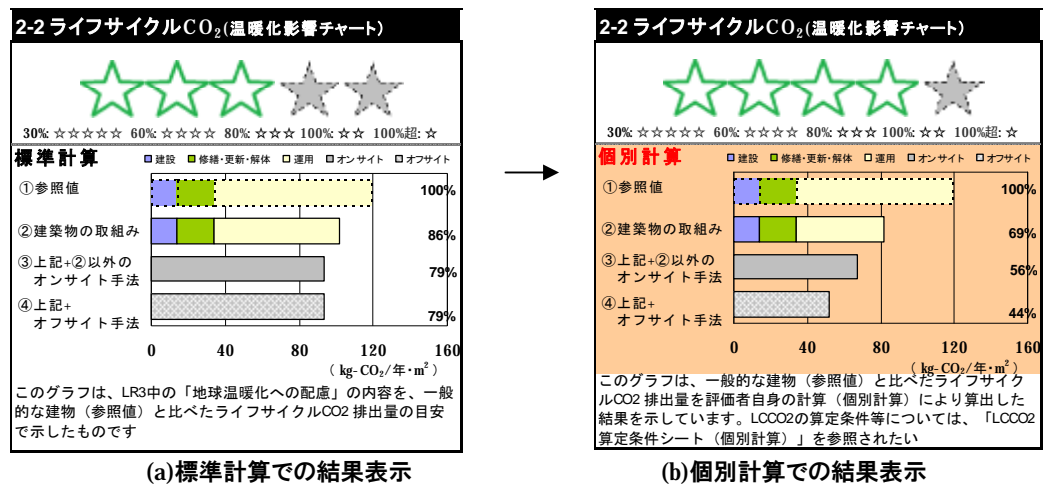 2-2 ライフサイクルCO₂(温暖化影響チャート)
30%: ☆☆☆☆☆ 60%: ☆☆☆☆ 80%: ☆☆☆ 100%: ☆☆ 100%超: ☆
標準計算
建設 修繕・更新・解体 運用 オンサイト オフサイト
①参照値
100%
②建築物の取組み
86%
③上記+②以外の
オンサイト手法
79%
④上記+
オフサイト手法
79%
0 40 80 120 160
( kg-CO₂/年・m² )
このグラフは、LR3中の「地球温暖化への配慮」の内容を、一般
的な建物（参照値）と比べたライフサイクルCO2 排出量の目安
で示したものです
(a)標準計算での結果表示
2-2 ライフサイクルCO₂(温暖化影響チャート)
30%: ☆☆☆☆☆ 60%: ☆☆☆☆ 80%: ☆☆☆ 100%: ☆☆ 100%超: ☆
個別計算
建設 修繕・更新・解体 運用 オンサイト オフサイト
①参照値
100%
②建築物の取組み
69%
③上記+②以外の
オンサイト手法
56%
④上記+
オフサイト手法
44%
0 40 80 120 160
( kg-CO₂/年・m² )
このグラフは、一般的な建物（参照値）と比べたライフサイク
ルCO2 排出量を評価者自身の計算（個別計算）により算出した
結果を示しています。LCCO2の算定条件等については、「LCCO2
算定条件シート（個別計算）」を参照されたい
(b)個別計算での結果表示